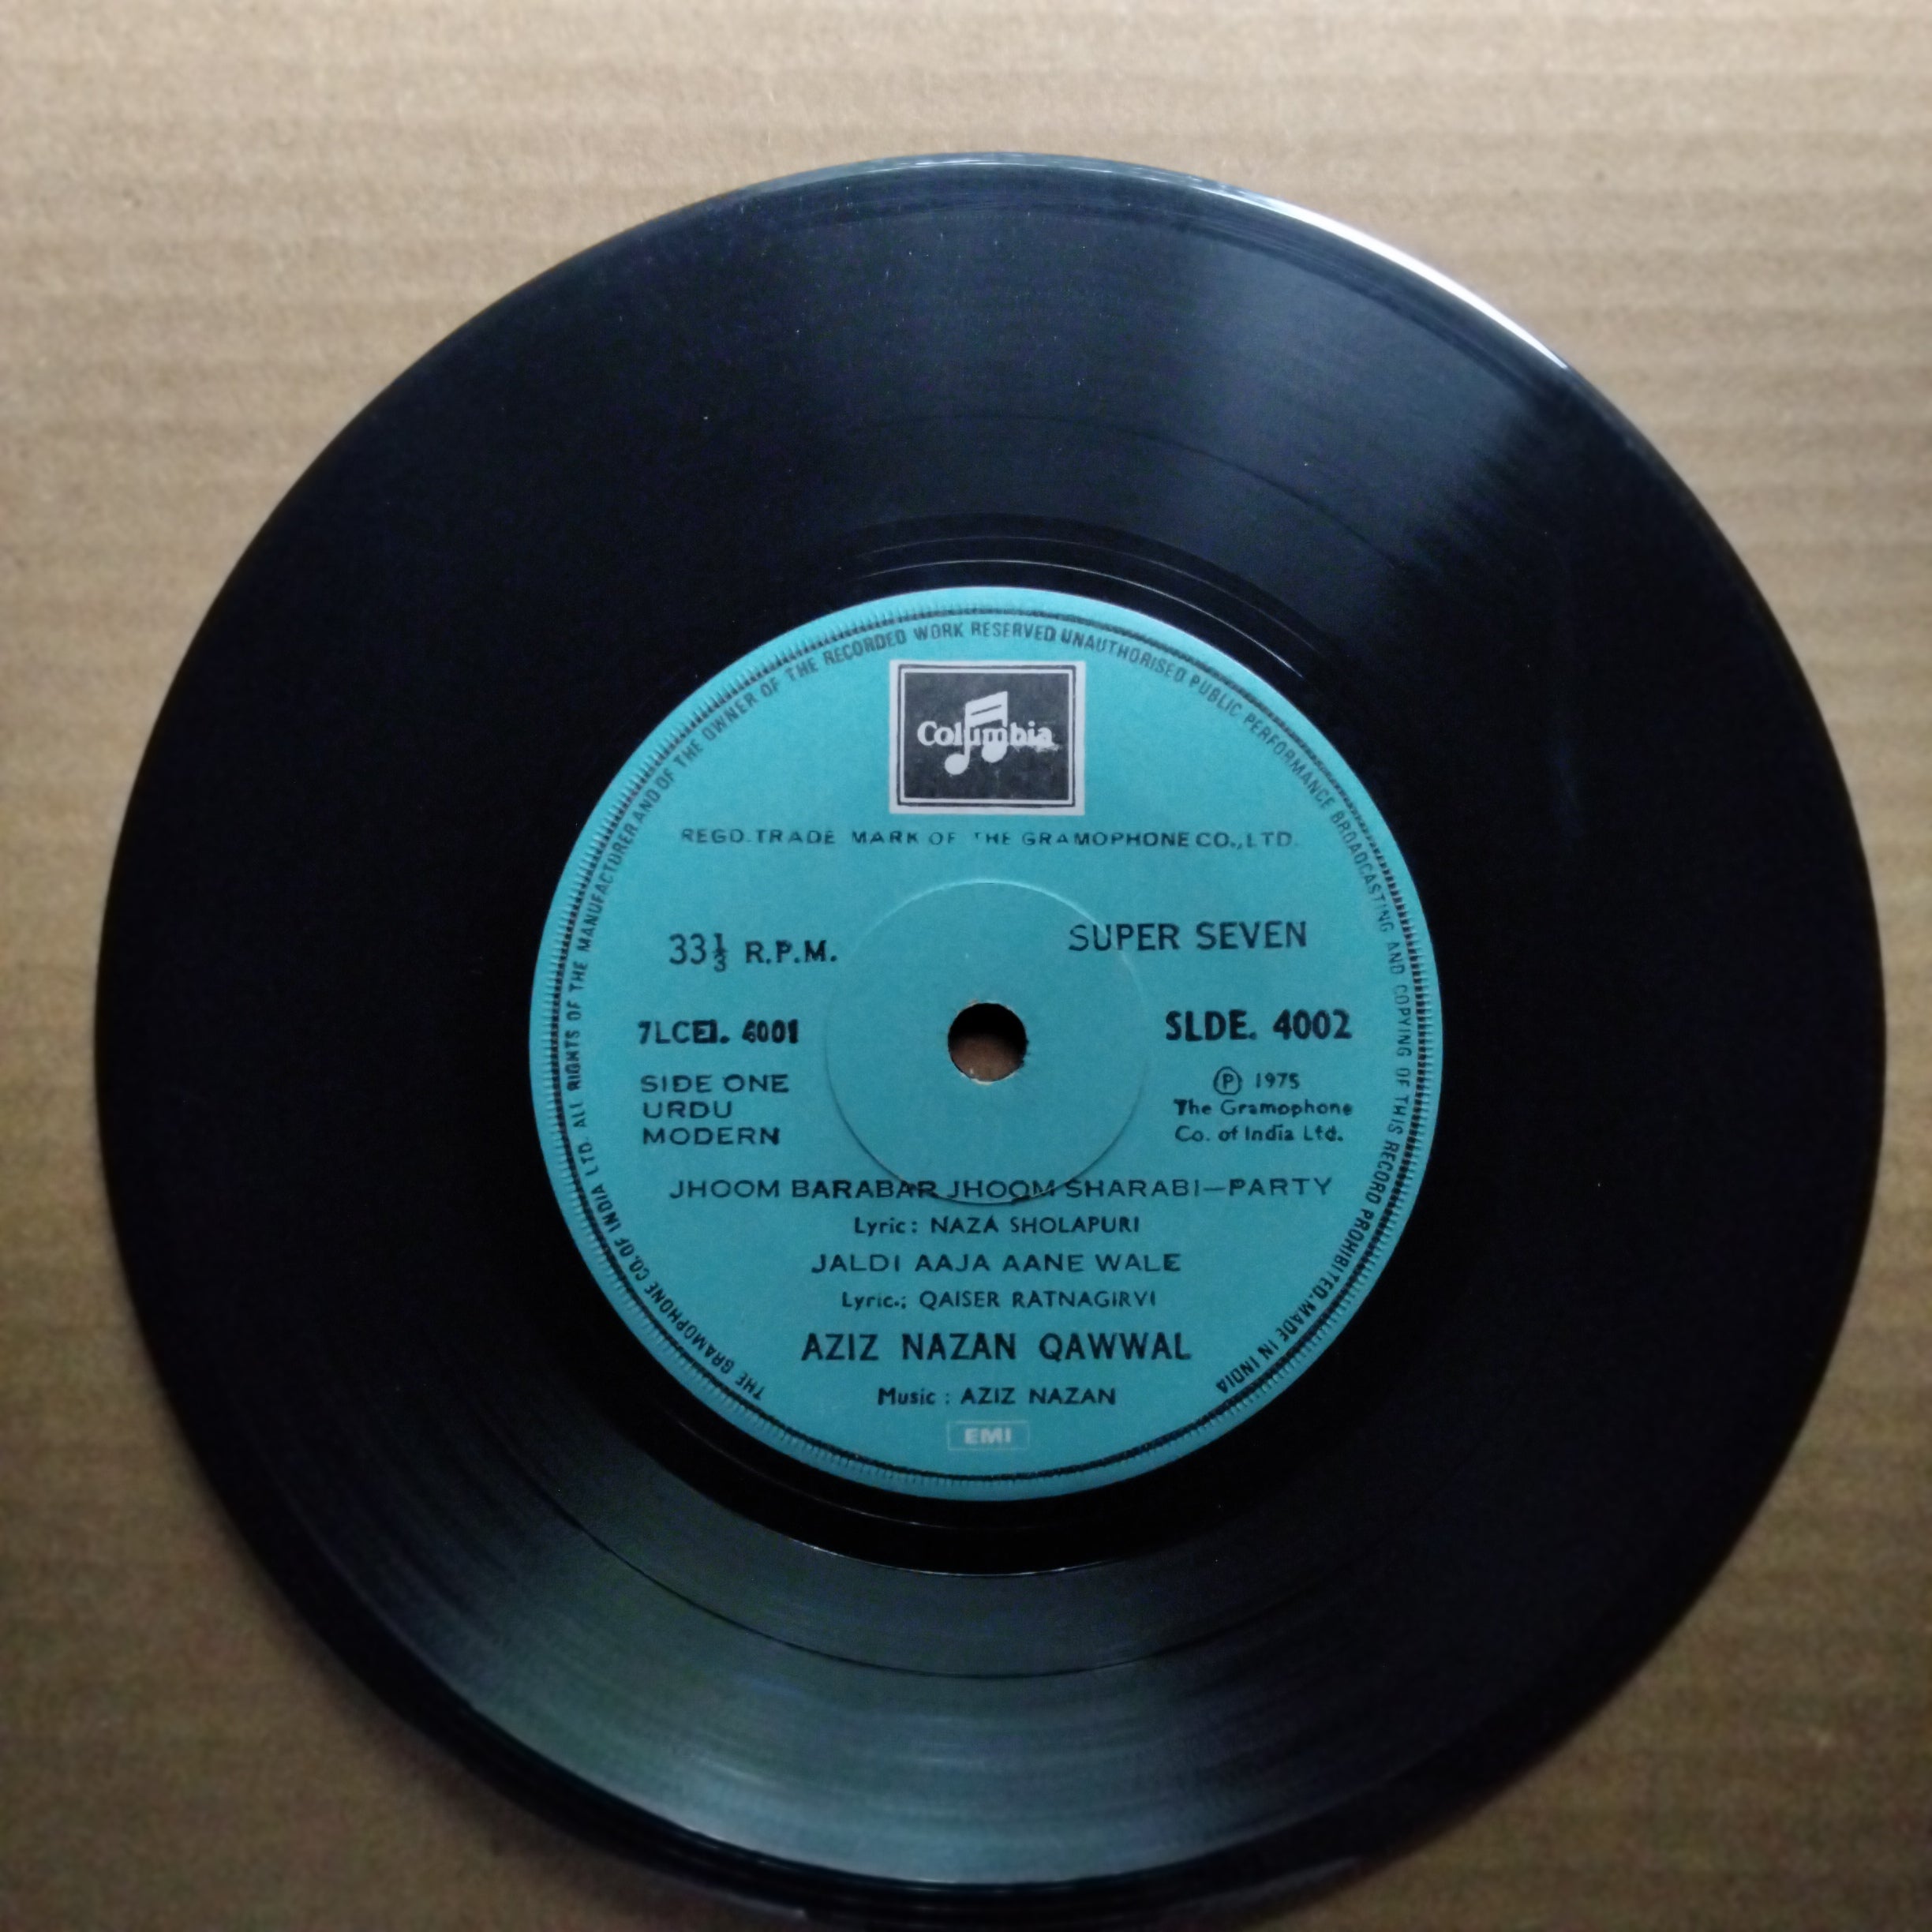 THE GRAMOPHONE CO. OF INDIA LTD. ALL RIGHTS OF THE MANUFACTURER AND OF THE OWNER OF THE RECORDED WORK RESERVED UNAUTHORISED PUBLIC PERFORMANCE BROADCASTING AND COPYING OF THIS RECORD PROHIBITED. MADE IN INDIA
Columbia
REGD. TRADE MARK OF THE GRAMOPHONE CO., LTD.
33⅓ R.P.M.
SUPER SEVEN
SLDE. 4002
SIDE ONE
URDU
MODERN
Ⓟ 1975
The Gramophone
Co. of India Ltd.
JHOOM BARABAR JHOOM SHARABI—PARTY
Lyric: NAZA SHOLAPURI
JALDI AAJA AANE WALE
Lyric.; QAISER RATNAGIRVI
AZIZ NAZAN QAWWAL
Music : AZIZ NAZAN
EMI